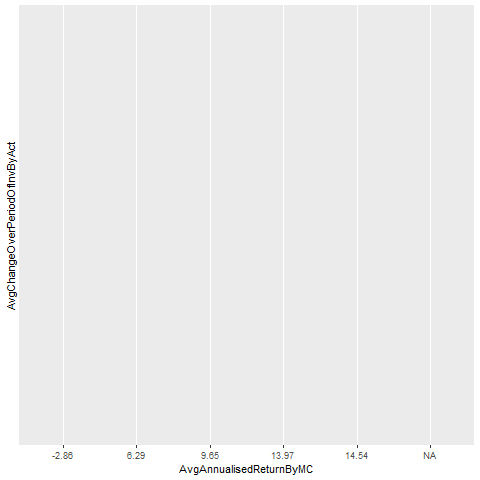 AvgChangeOverPeriodOfInvByAct
-2.86 6.29 9.65 13.97 14.54 NA
AvgAnnualisedReturnByMC